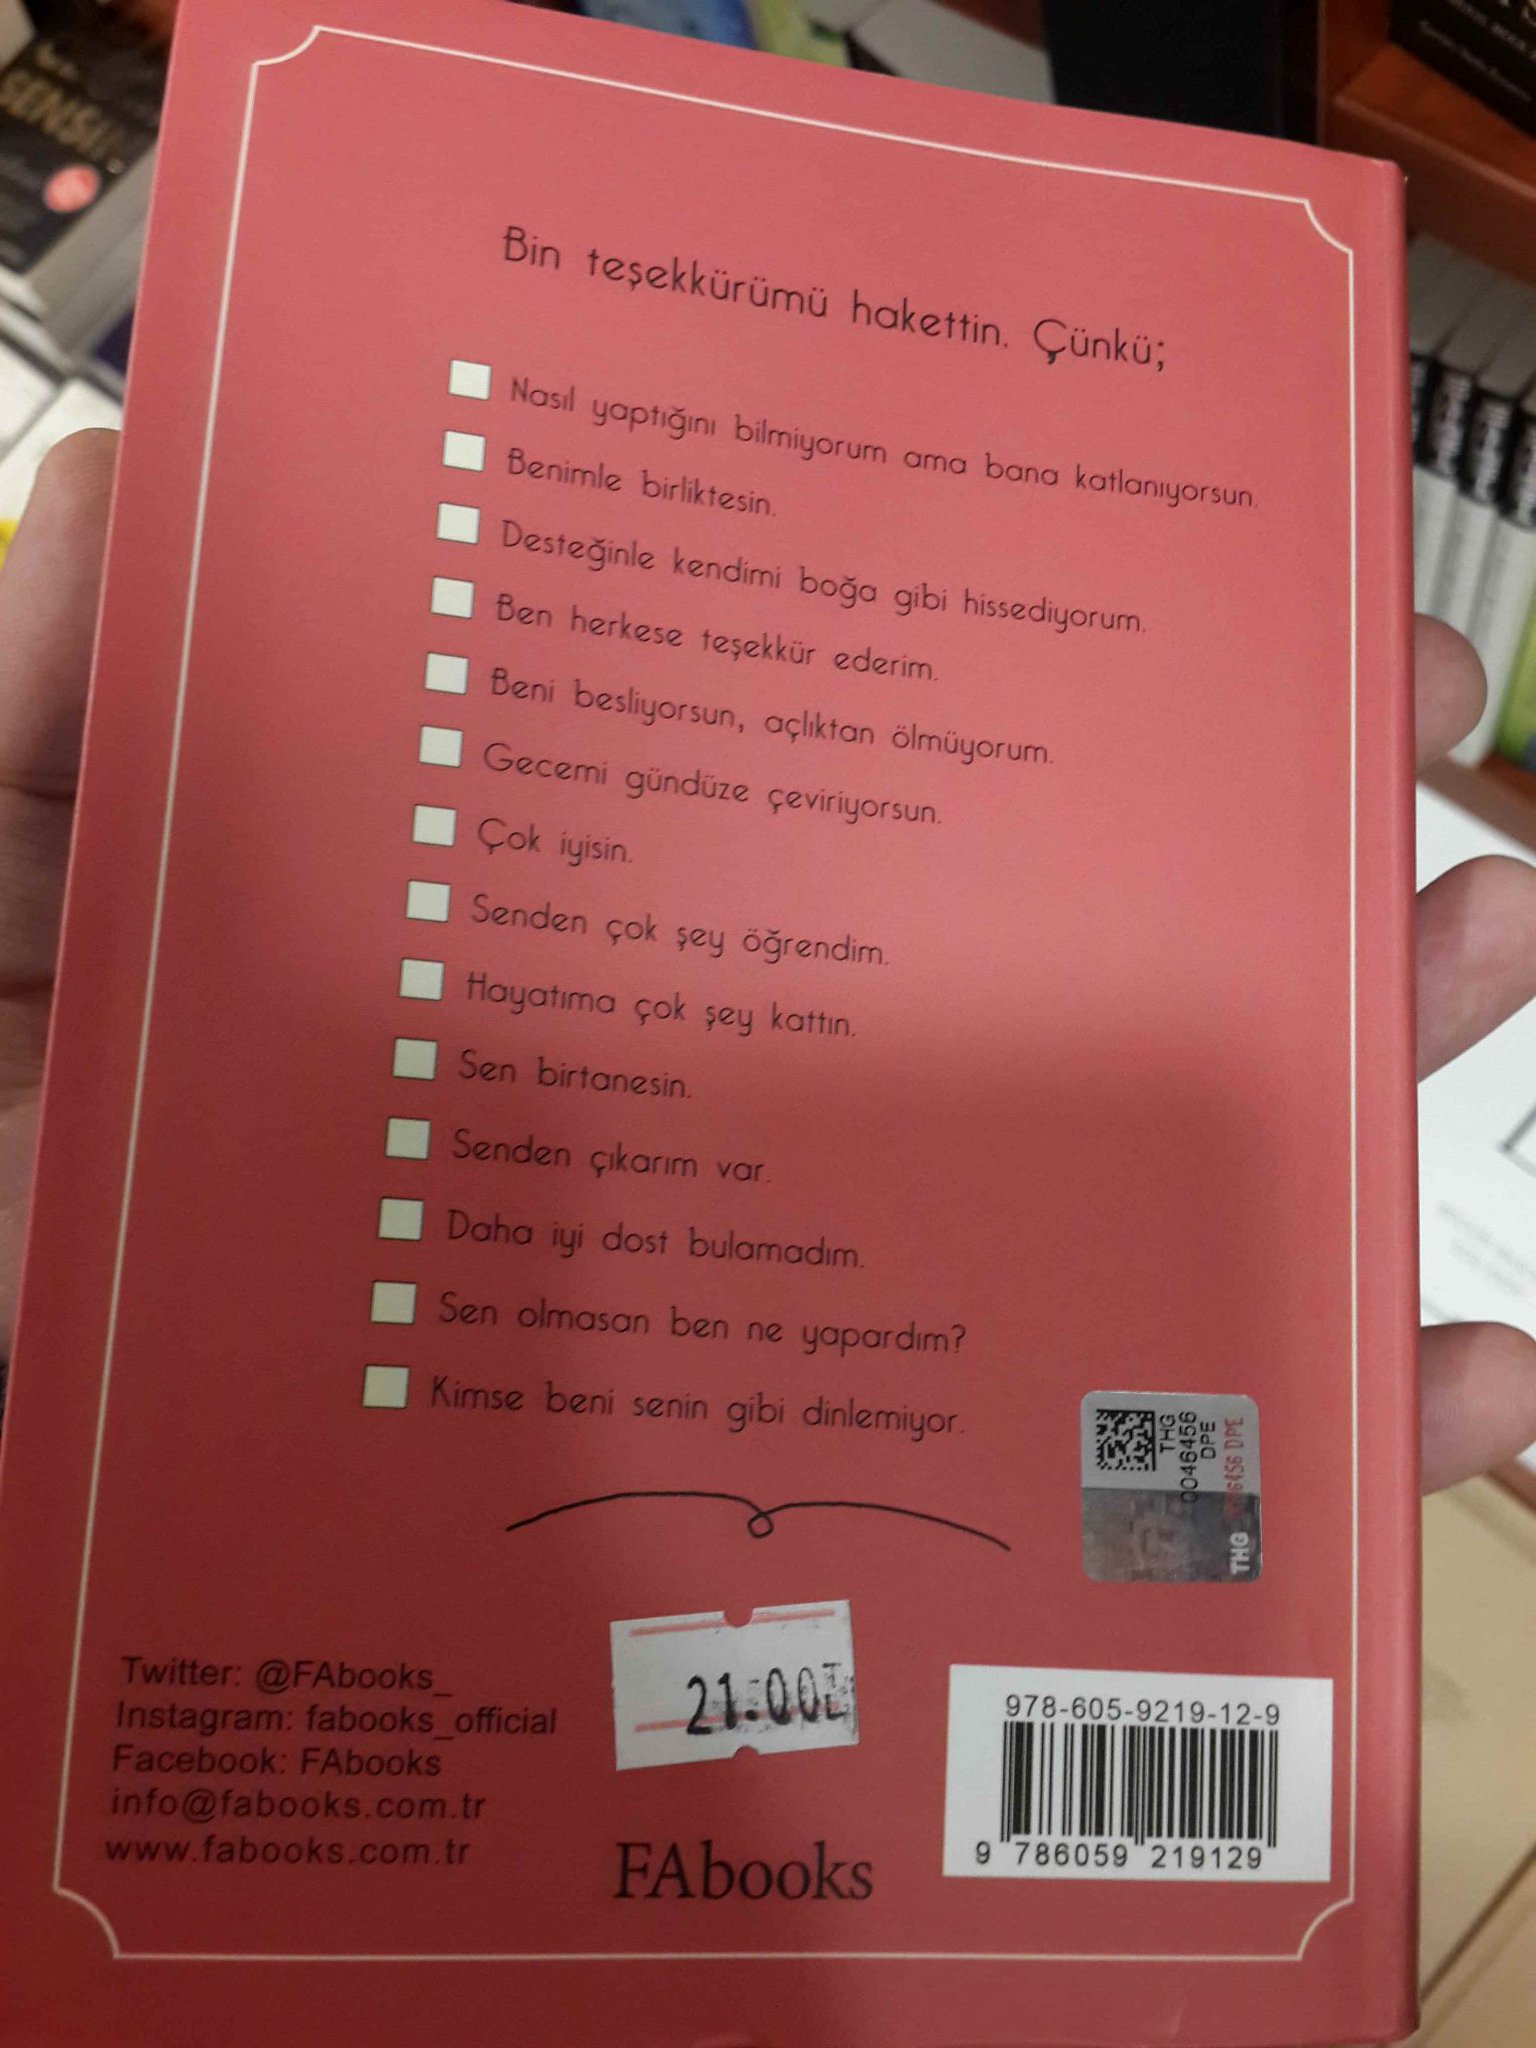 Bin teşekkürümü hakettin. Çünkü;
Nasıl yaptığını bilmiyorum ama bana katlanıyorsun.
Benimle birliktesin.
Desteğinle kendimi boğa gibi hissediyorum.
Ben herkese teşekkür ederim.
Beni besliyorsun, açlıktan ölmüyorum.
Gecemi gündüze çeviriyorsun.
Çok iyisin.
Senden çok şey öğrendim.
Hayatıma çok şey kattın.
Sen birtanesin.
Senden çıkarım var.
Daha iyi dost bulamadım.
Sen olmasan ben ne yapardım?
Kimse beni senin gibi dinlemiyor.
THG
0046456
DPE
THG
Twitter: @FAbooks_
Instagram: fabooks_official
Facebook: FAbooks
info@fabooks.com.tr
www.fabooks.com.tr
21.00
FAbooks
978-605-9219-12-9
9 786059 219129